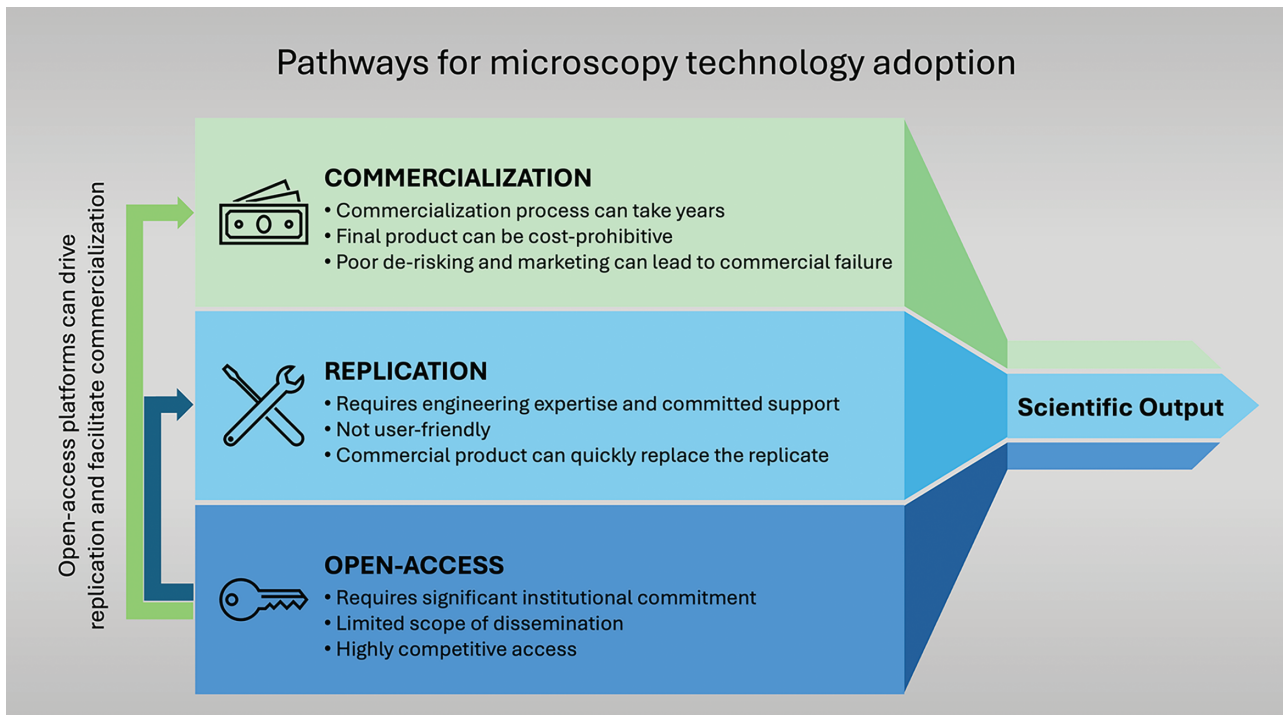 Pathways for microscopy technology adoption
Open-access platforms can drive
replication and facilitate commercialization
COMMERCIALIZATION
• Commercialization process can take years
• Final product can be cost-prohibitive
• Poor de-risking and marketing can lead to commercial failure
REPLICATION
• Requires engineering expertise and committed support
• Not user-friendly
• Commercial product can quickly replace the replicate
OPEN-ACCESS
• Requires significant institutional commitment
• Limited scope of dissemination
• Highly competitive access
Scientific Output